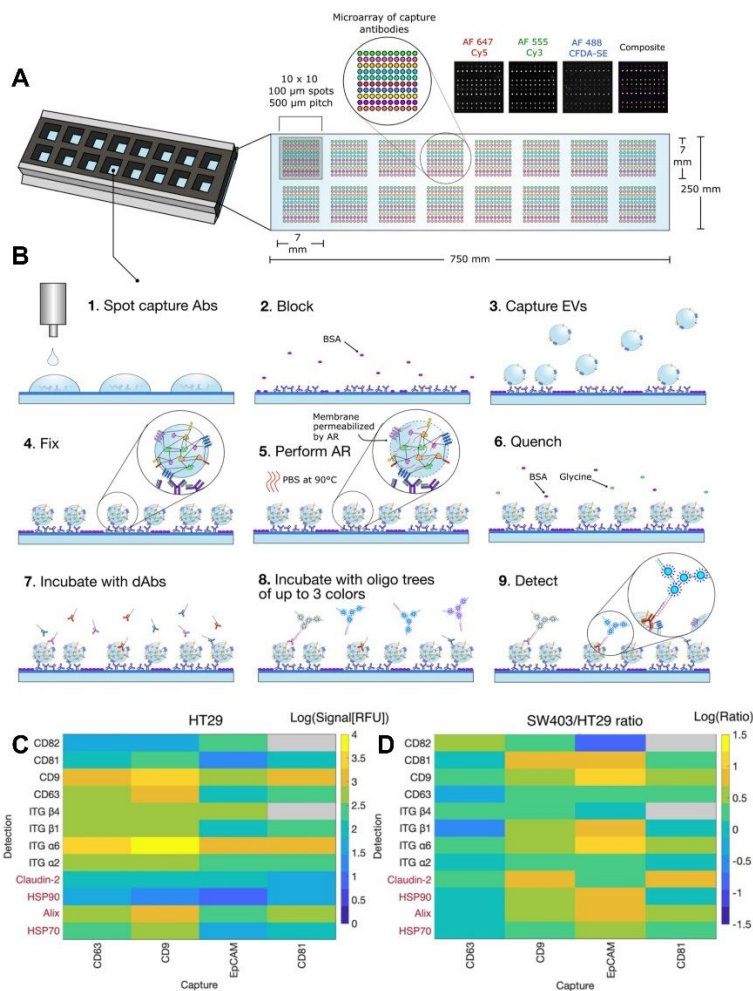 A
Microarray of capture
antibodies
AF 647
Cy5
AF 555
Cy3
AF 488
CFDA-SE
Composite
10 x 10
100 µm spots
500 µm pitch
7
mm
250 mm
7
mm
750 mm
B
1. Spot capture Abs
2. Block
BSA
3. Capture EVs
4. Fix
Membrane
permeabilized
by AR
5. Perform AR
PBS at 90ºC
6. Quench
BSA
Glycine
7. Incubate with dAbs
8. Incubate with oligo trees
of up to 3 colors
9. Detect
C
HT29
Log(Signal[RFU])
CD82
CD81
CD9
CD63
ITG β4
ITG β1
ITG α6
ITG α2
Claudin-2
HSP90
Alix
HSP70
Detection
CD63
CD9
EpCAM
CD81
Capture
4
3.5
3
2.5
2
1.5
1
0.5
0
D
SW403/HT29 ratio
Log(Ratio)
CD82
CD81
CD9
CD63
ITG β4
ITG β1
ITG α6
ITG α2
Claudin-2
HSP90
Alix
HSP70
Detection
CD63
CD9
EpCAM
CD81
Capture
1.5
1
0.5
0
-0.5
-1
-1.5